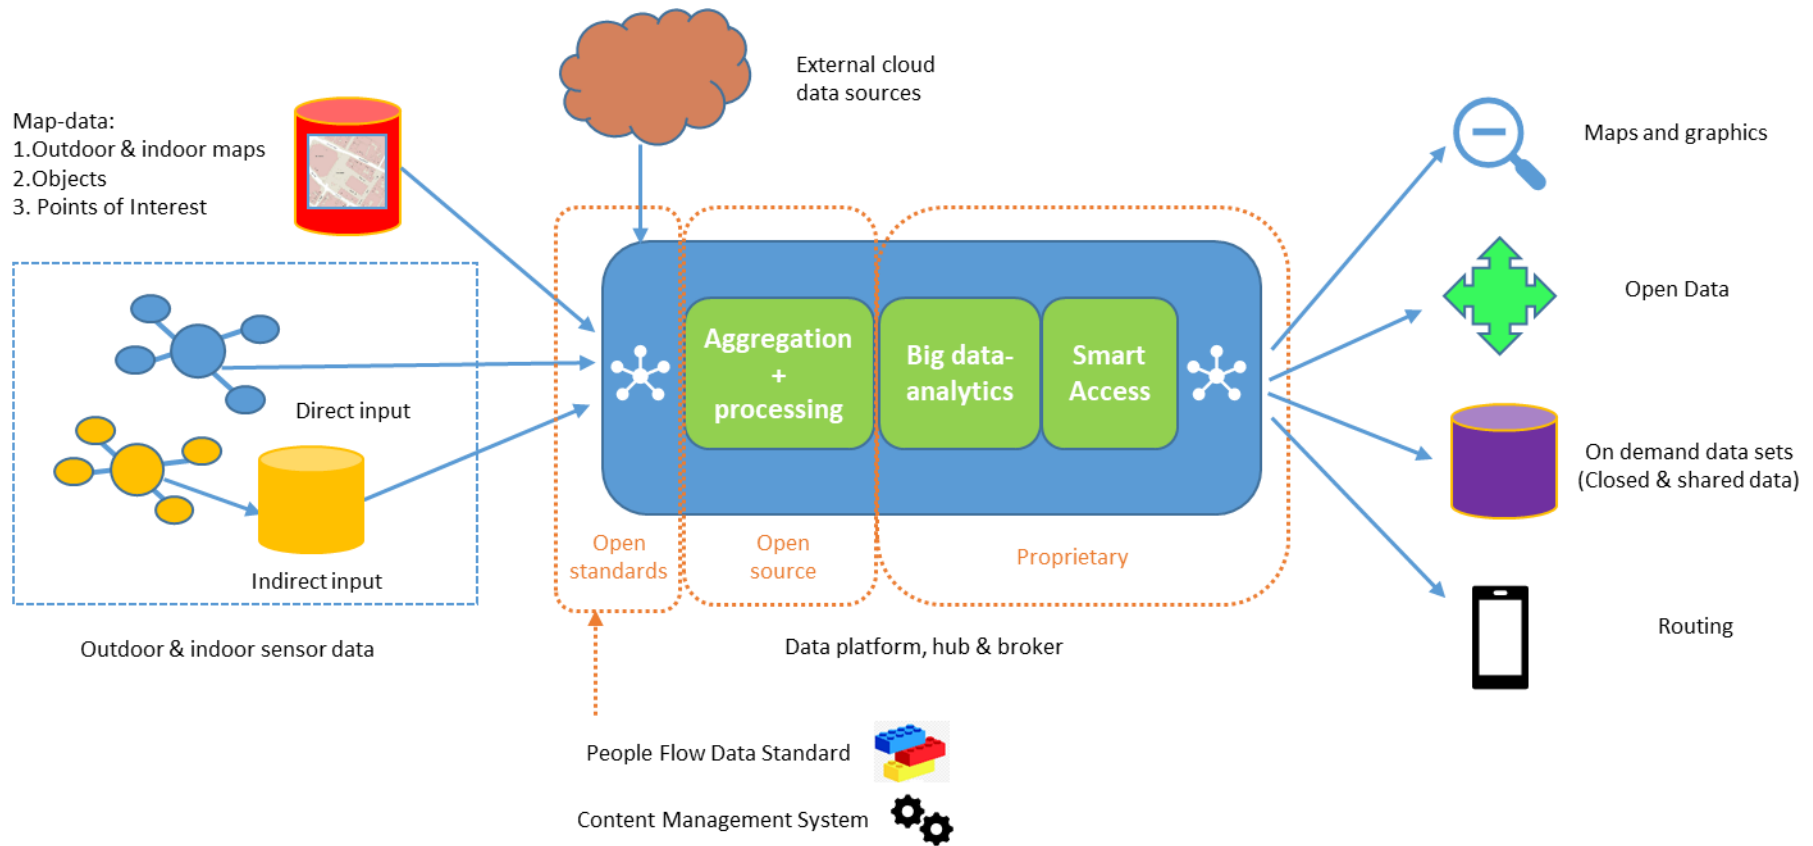 External cloud
data sources
Map-data:
1.Outdoor & indoor maps
2.Objects
3. Points of Interest
Direct input
Indirect input
Outdoor & indoor sensor data
Aggregation
+
processing
Big data-
analytics
Smart
Access
Open
standards
Open
source
Proprietary
Data platform, hub & broker
People Flow Data Standard
Content Management System
Maps and graphics
Open Data
On demand data sets
(Closed & shared data)
Routing